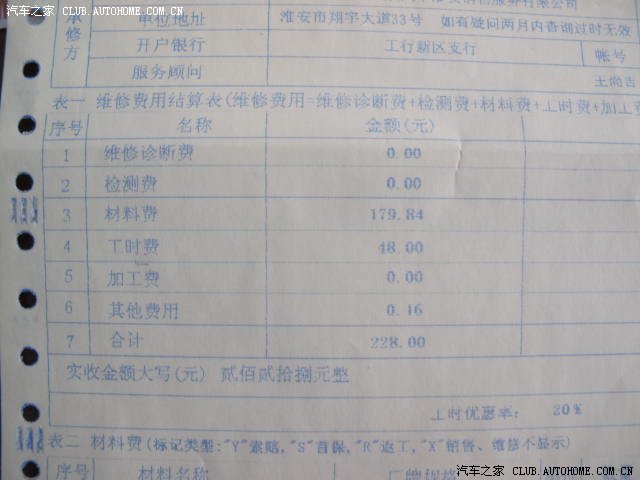 汽车之家 CLUB.AUTOHOME.COM.CN
承修方
单位地址 淮安市翔宇大道33号 如有疑问两月内查询过时无效
开户银行 工行新区支行 帐号
服务顾问
表一 维修费用结算表(维修费用=维修诊断费+检测费+材料费+工时费+加工费
序号 名称 金额(元)
1 维修诊断费 0.00
2 检测费 0.00
3 材料费 179.84
4 工时费 48.00
5 加工费 0.00
6 其他费用 0.16
7 合计 228.00
实收金额大写(元) 贰佰贰拾捌元整
工时优惠率: 20%
表二 材料费(标记类型:"Y"索赔,"S"首保,"R"返工,"X"销售、维修不显示)
序号 材料名称
汽车之家 CLUB.AUTOHOME.COM.CN